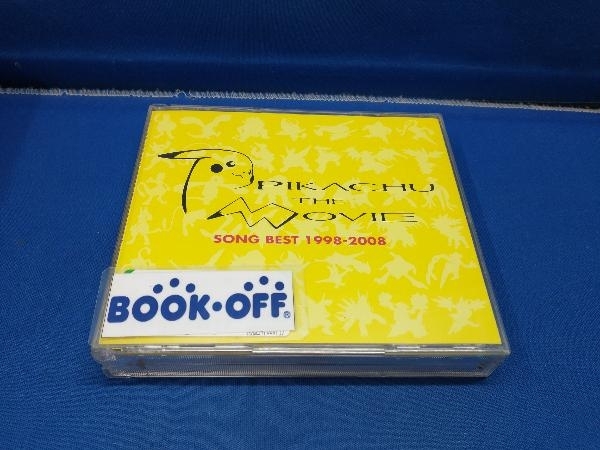 PIKACHU
THE
MOVIE
SONG BEST 1998-2008
BOOK·OFF®